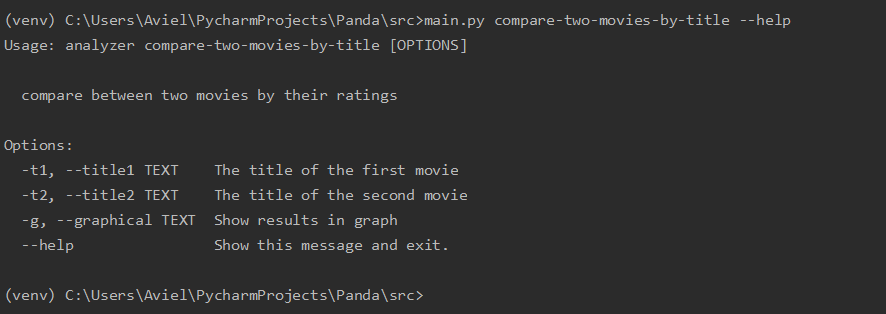 (venv) C:\Users\Aviel\PycharmProjects\Panda\src>main.py compare-two-movies-by-title --help
Usage: analyzer compare-two-movies-by-title [OPTIONS]
compare between two movies by their ratings
Options:
-t1, --title1 TEXT    The title of the first movie
-t2, --title2 TEXT    The title of the second movie
-g, --graphical TEXT  Show results in graph
--help                Show this message and exit.
(venv) C:\Users\Aviel\PycharmProjects\Panda\src>